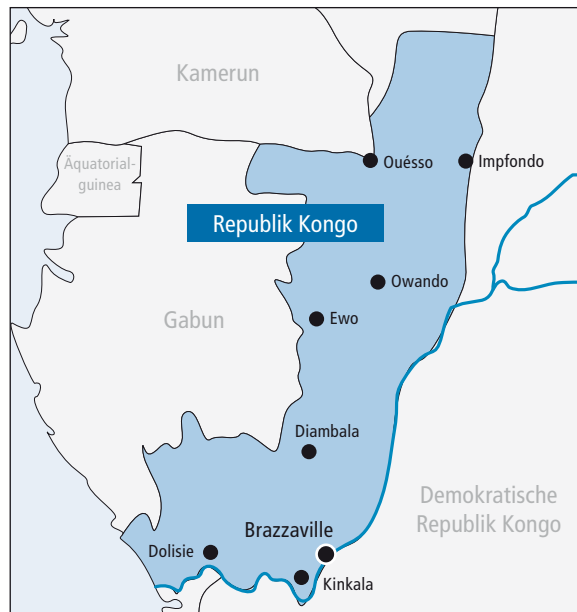 Kamerun
Äquatorial-
guinea
Ouésso
Impfondo
Republik Kongo
Owando
Gabun
Ewo
Diambala
Demokratische
Republik Kongo
Brazzaville
Dolisie
Kinkala